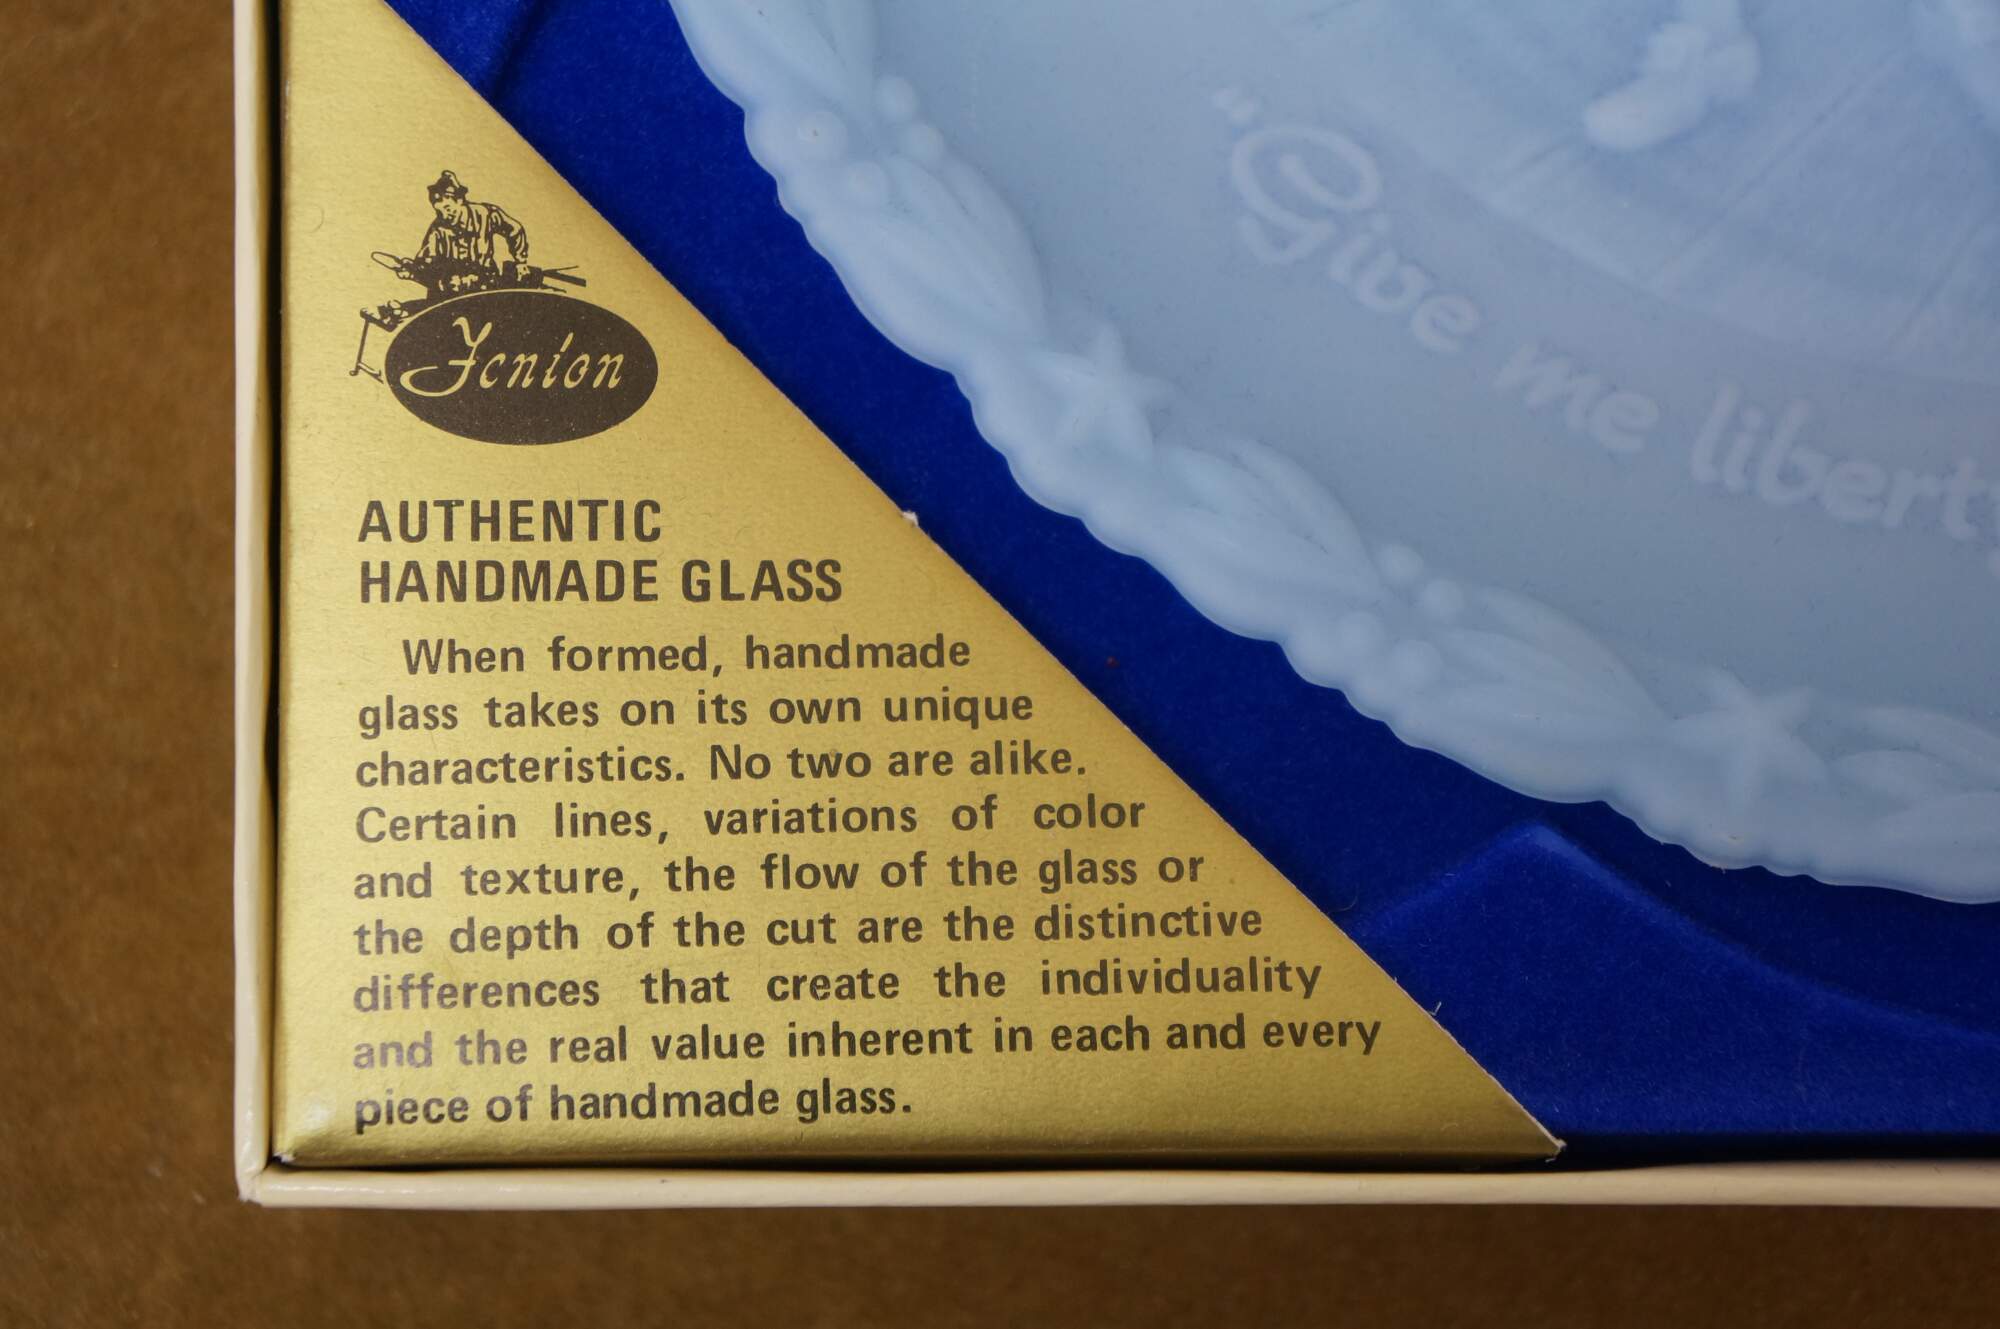 Fenton
AUTHENTIC
HANDMADE GLASS
When formed, handmade
glass takes on its own unique
characteristics. No two are alike.
Certain lines, variations of color
and texture, the flow of the glass or
the depth of the cut are the distinctive
differences that create the individuality
and the real value inherent in each and every
piece of handmade glass.
"Give me liberty